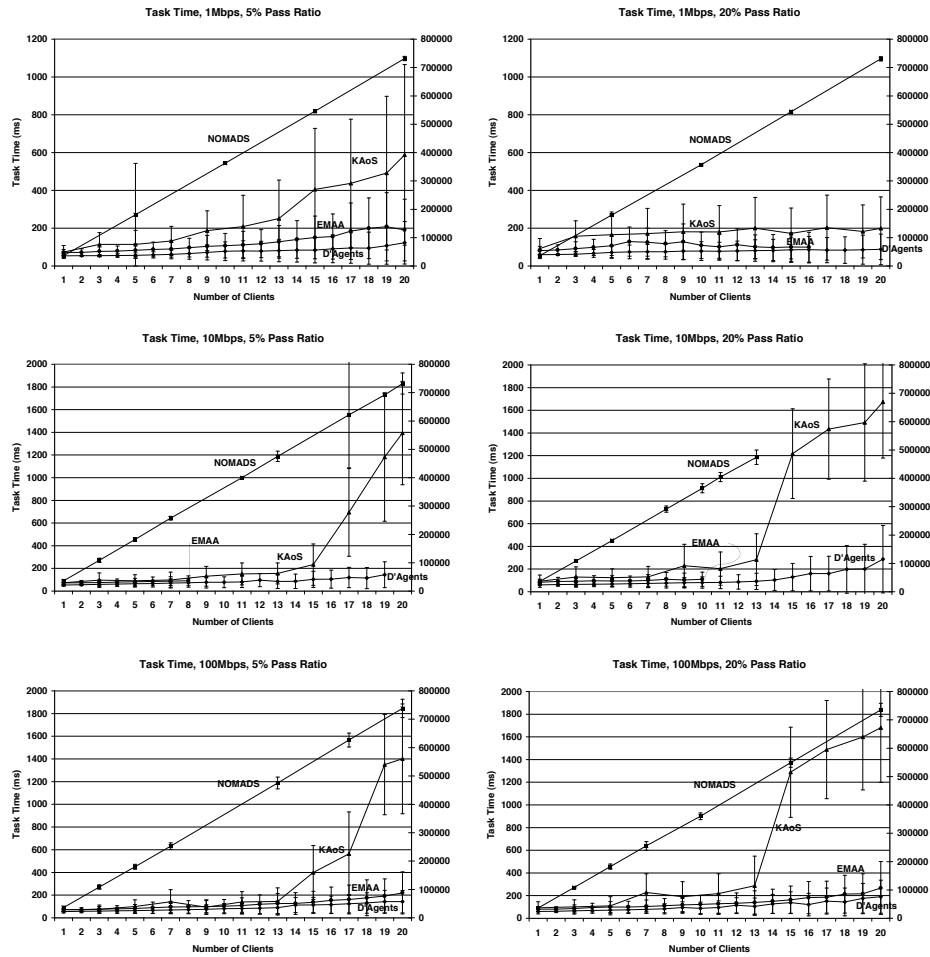 Task Time, 1Mbps, 5% Pass Ratio
1200
1000
800
600
400
200
0
800000
700000
600000
500000
400000
300000
200000
100000
0
Task Time (ms)
NOMADS
KAoS
EMAA
D'Agents
1 2 3 4 5 6 7 8 9 10 11 12 13 14 15 16 17 18 19 20
Number of Clients
Task Time, 1Mbps, 20% Pass Ratio
1200
1000
800
600
400
200
0
800000
700000
600000
500000
400000
300000
200000
100000
0
Task Time (ms)
NOMADS
KAoS
EMAA
D'Agents
1 2 3 4 5 6 7 8 9 10 11 12 13 14 15 16 17 18 19 20
Number of Clients
Task Time, 10Mbps, 5% Pass Ratio
2000
1800
1600
1400
1200
1000
800
600
400
200
0
800000
700000
600000
500000
400000
300000
200000
100000
0
Task Time (ms)
NOMADS
EMAA
KAoS
D'Agents
1 2 3 4 5 6 7 8 9 10 11 12 13 14 15 16 17 18 19 20
Number of Clients
Task Time, 10Mbps, 20% Pass Ratio
2000
1800
1600
1400
1200
1000
800
600
400
200
0
800000
700000
600000
500000
400000
300000
200000
100000
0
Task Time (ms)
KAoS
NOMADS
EMAA
D'Agents
1 2 3 4 5 6 7 8 9 10 11 12 13 14 15 16 17 18 19 20
Number of Clients
Task Time, 100Mbps, 5% Pass Ratio
2000
1800
1600
1400
1200
1000
800
600
400
200
0
800000
700000
600000
500000
400000
300000
200000
100000
0
Task Time (ms)
NOMADS
KAoS
EMAA
D'Agents
1 2 3 4 5 6 7 8 9 10 11 12 13 14 15 16 17 18 19 20
Number of Clients
Task Time, 100Mbps, 20% Pass Ratio
2000
1800
1600
1400
1200
1000
800
600
400
200
0
800000
700000
600000
500000
400000
300000
200000
100000
0
Task Time (ms)
NOMADS
KAoS
EMAA
D'Agents
1 2 3 4 5 6 7 8 9 10 11 12 13 14 15 16 17 18 19 20
Number of Clients